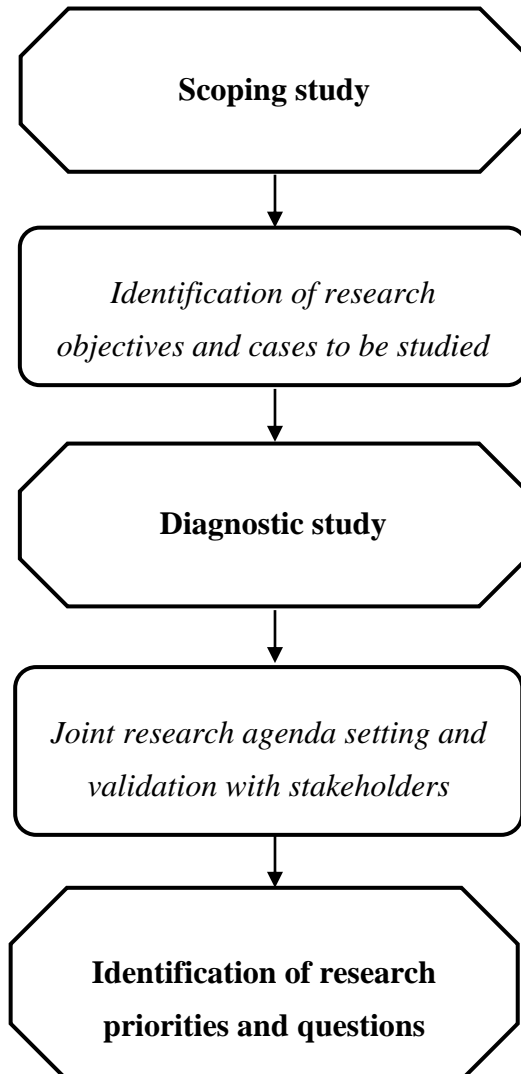 Scoping study
Identification of research
objectives and cases to be studied
Diagnostic study
Joint research agenda setting and
validation with stakeholders
Identification of research
priorities and questions